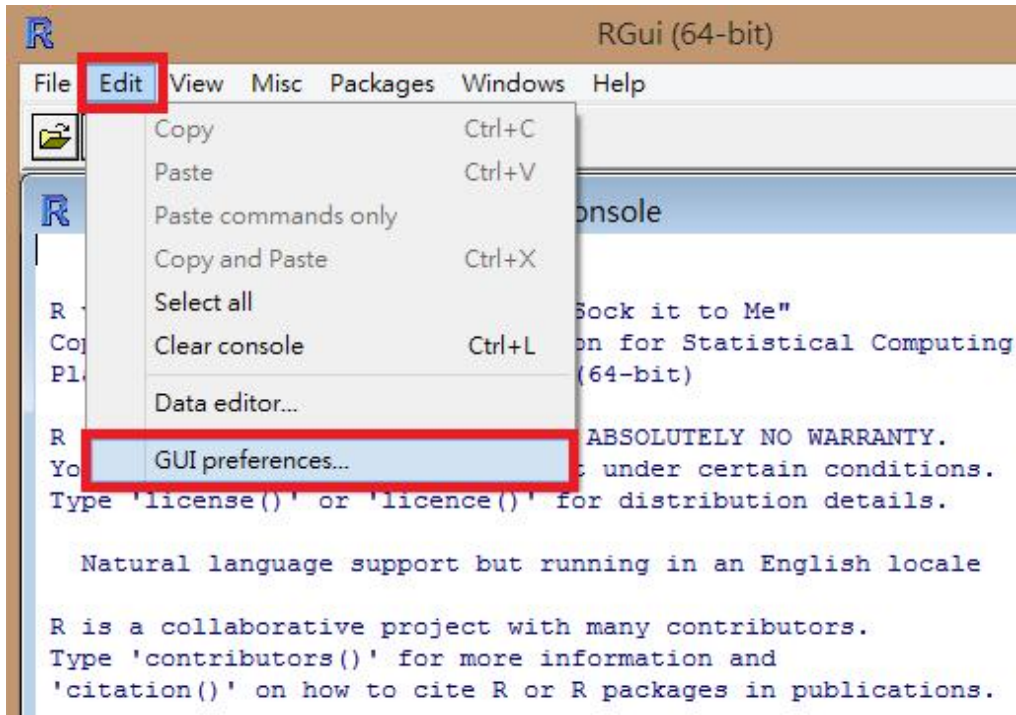 R
RGui (64-bit)
File Edit View Misc Packages Windows Help
Copy Ctrl+C
Paste Ctrl+V
Paste commands only
Copy and Paste Ctrl+X
Select all
Clear console Ctrl+L
Data editor...
GUI preferences...
R onsole
R "Sock it to Me"
Co on for Statistical Computing
Pl (64-bit)
R ABSOLUTELY NO WARRANTY.
Yo under certain conditions.
Type 'license()' or 'licence()' for distribution details.
Natural language support but running in an English locale
R is a collaborative project with many contributors.
Type 'contributors()' for more information and
'citation()' on how to cite R or R packages in publications.